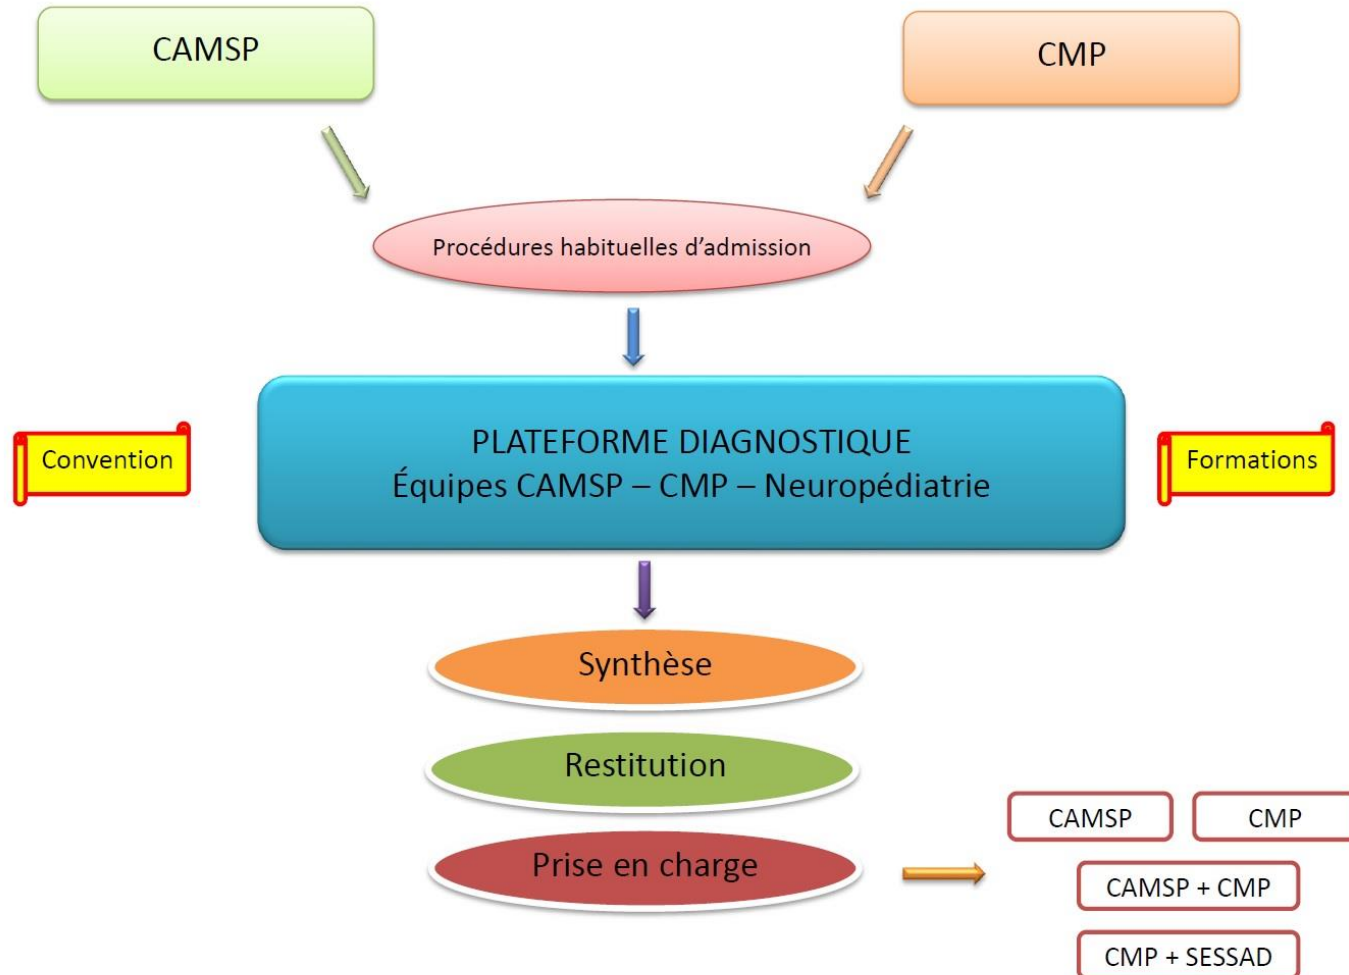 CAMSP
CMP
Procédures habituelles d’admission
Convention
PLATEFORME DIAGNOSTIQUE
Équipes CAMSP – CMP – Neuropédiatrie
Formations
Synthèse
Restitution
Prise en charge
CAMSP
CMP
CAMSP + CMP
CMP + SESSAD